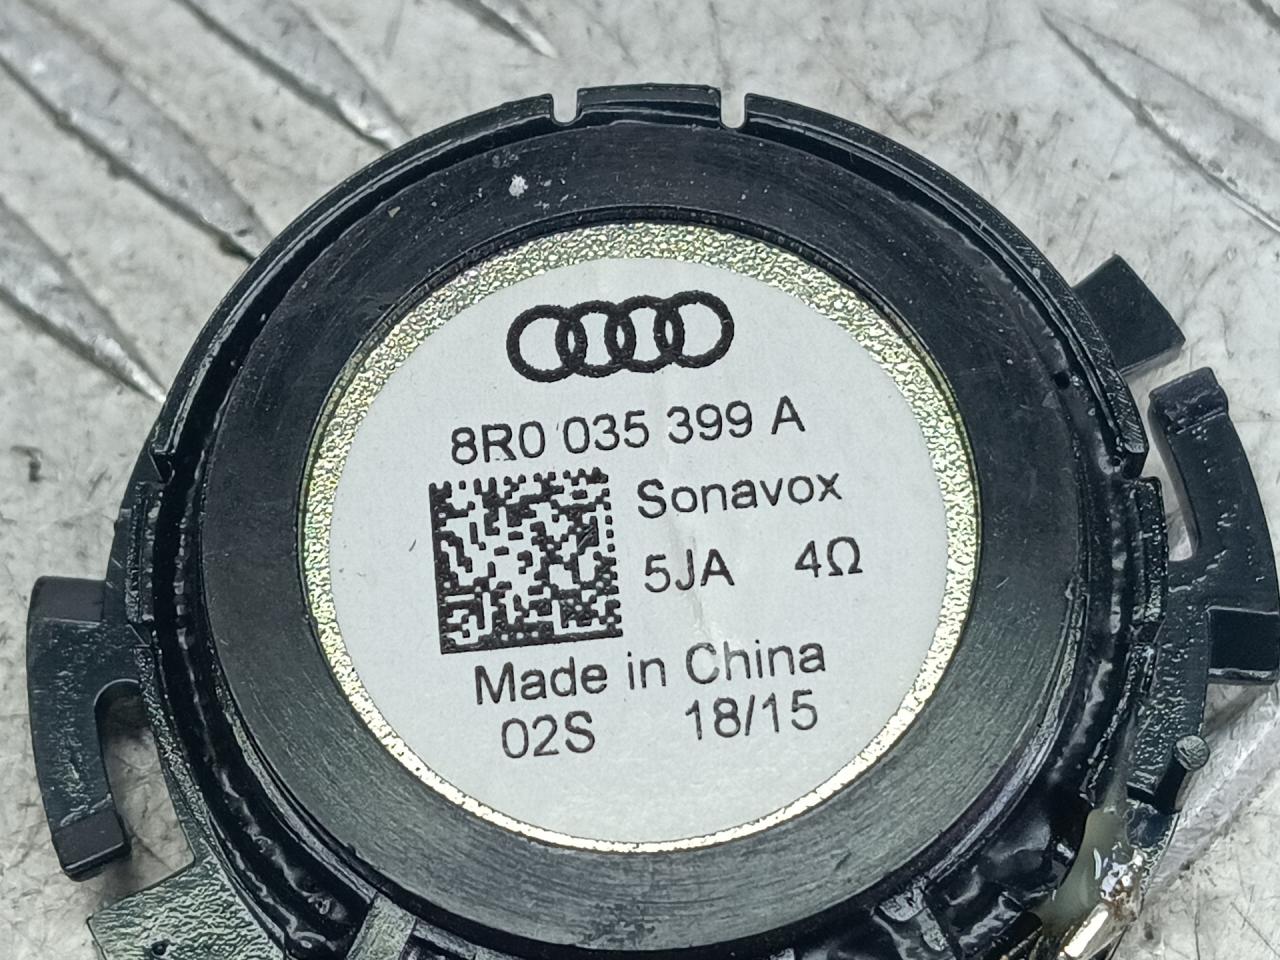 8R0 035 399 A
Sonavox
5JA 4Ω
Made in China
02S 18/15